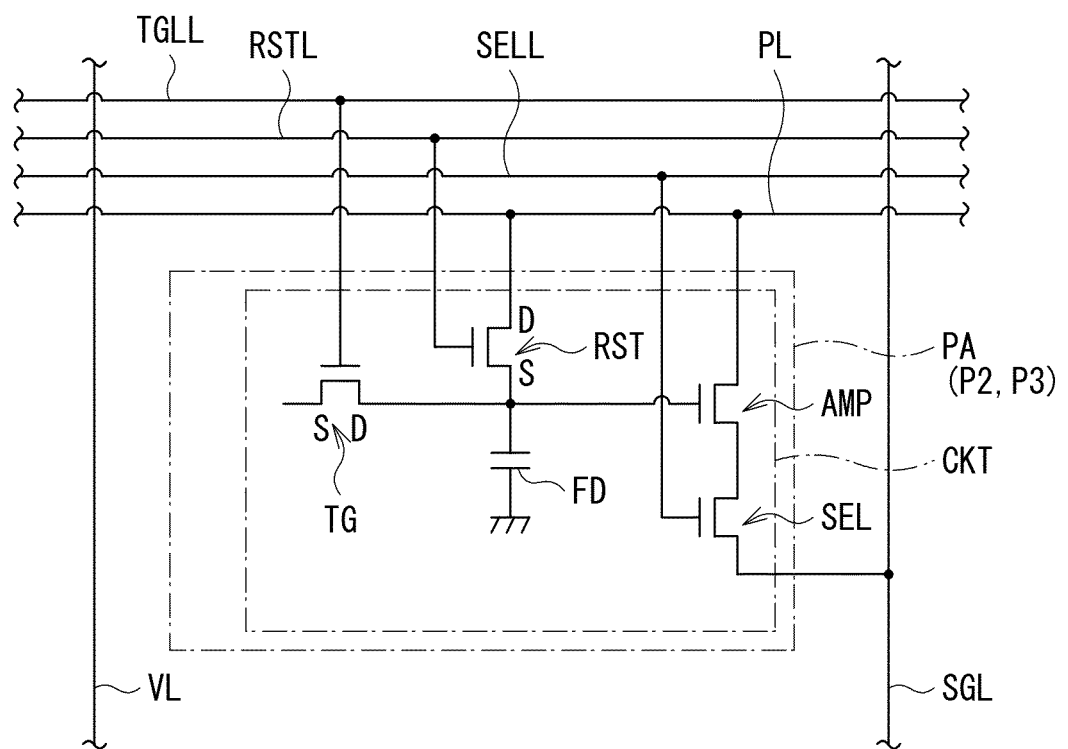 TGLL
RSTL
SELL
PL
D
RST
S
PA
(P2, P3)
AMP
S D
CKT
FD
TG
SEL
VL
SGL